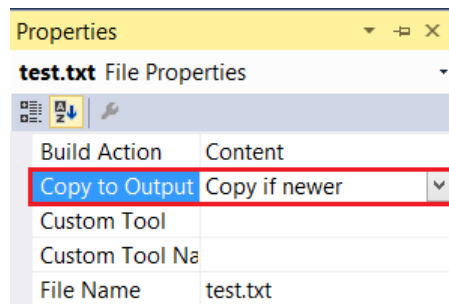 Properties
test.txt File Properties
Build Action Content
Copy to Output Copy if newer
Custom Tool
Custom Tool Na
File Name test.txt